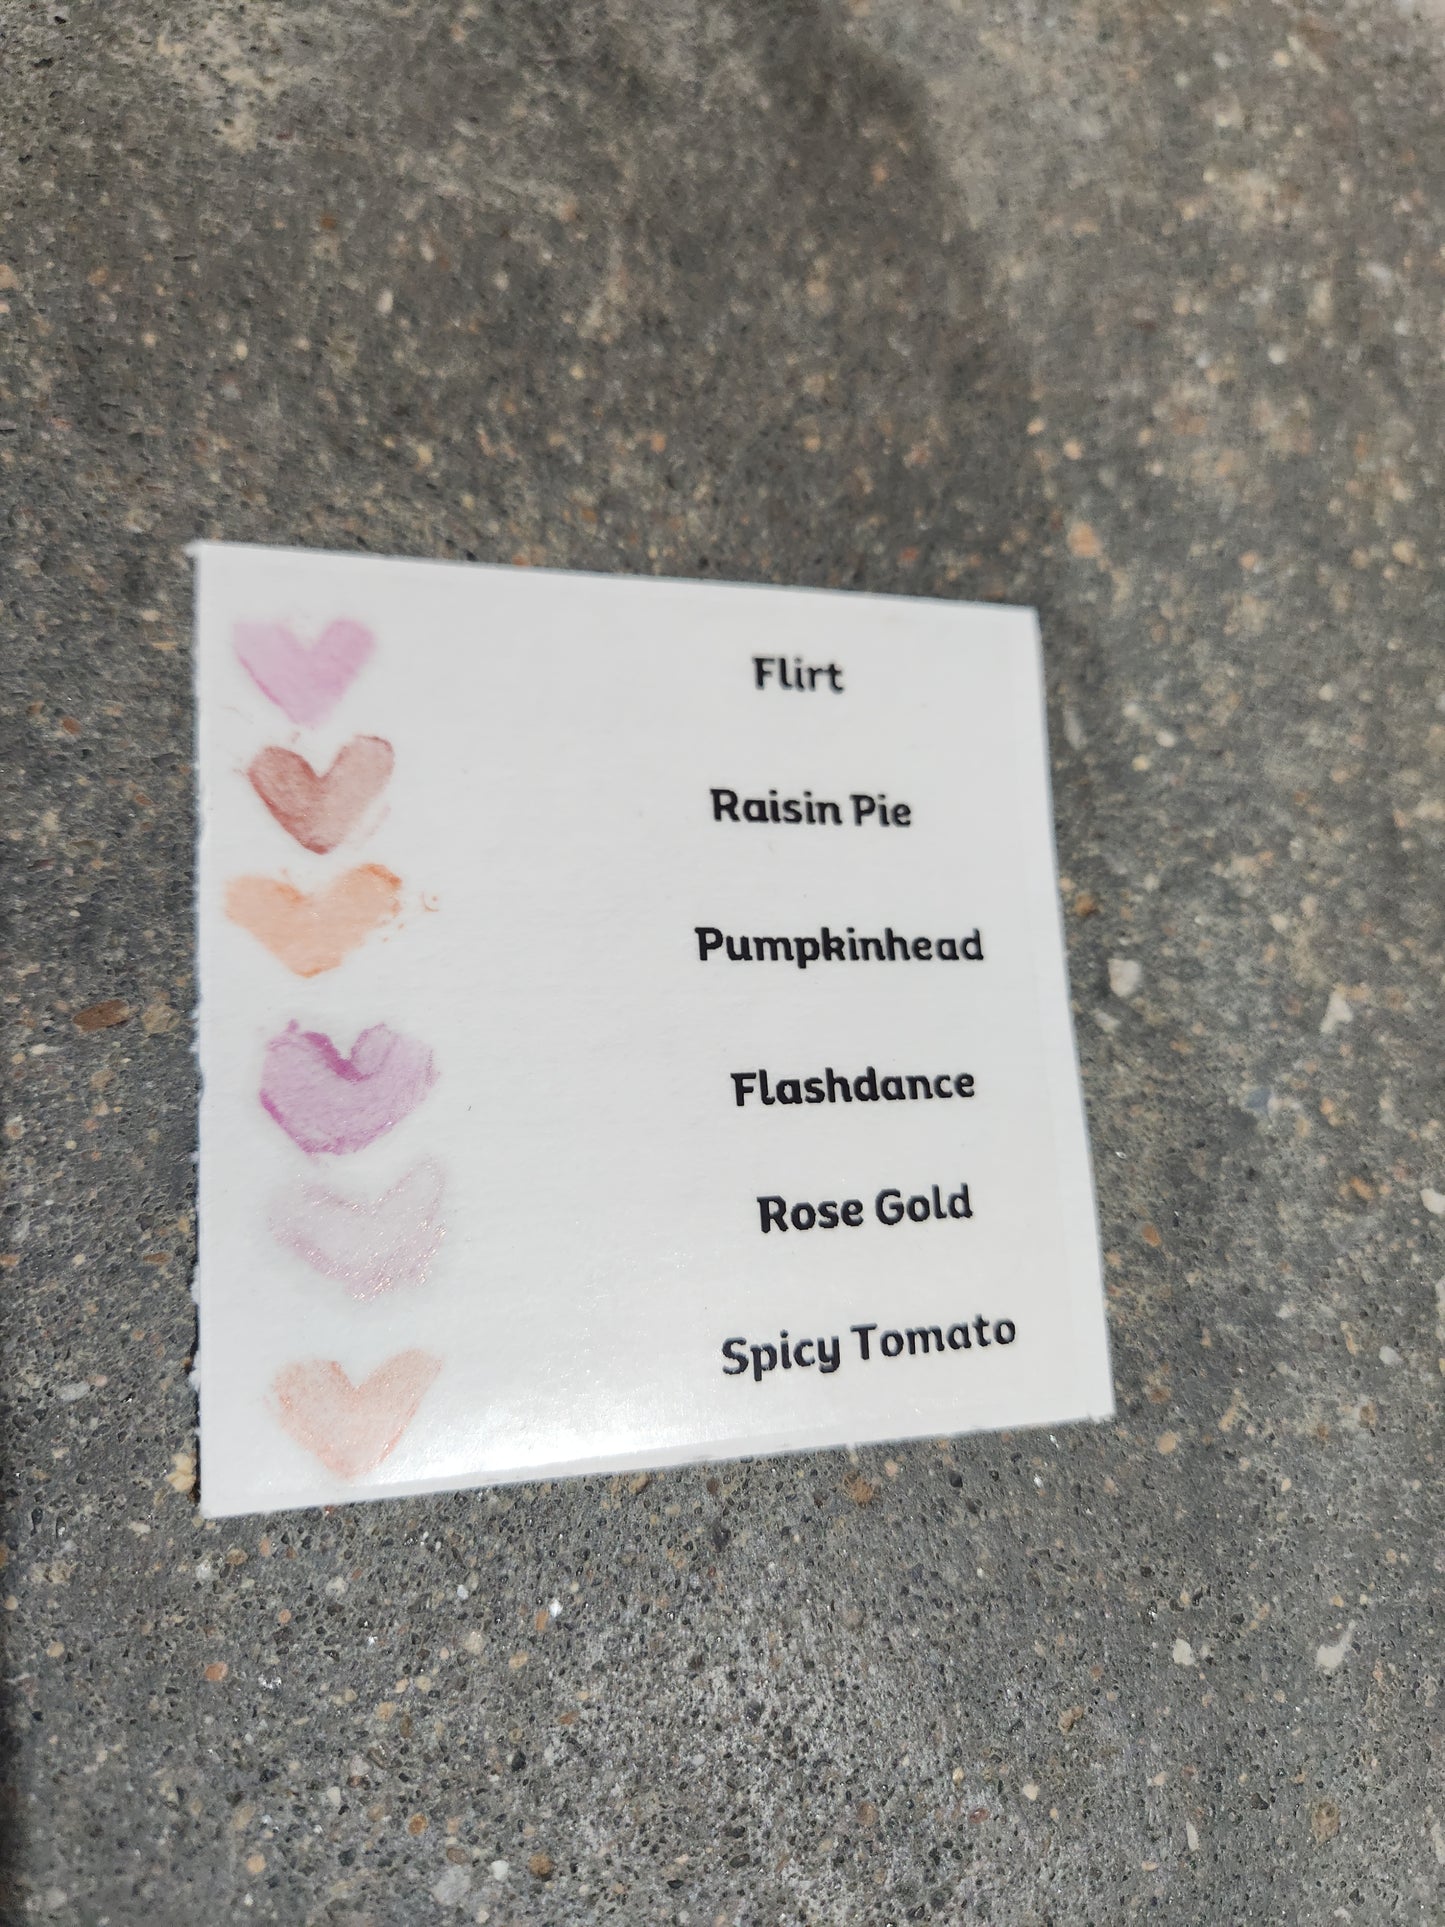 Flirt
Raisin Pie
Pumpkinhead
Flashdance
Rose Gold
Spicy Tomato